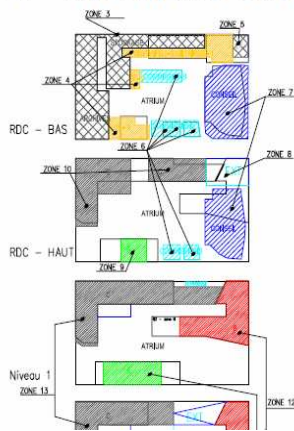 ZONE 3
ZONE 5
ZONE 4
ZONE 7
ATRIUM
CONSEIL
RDC - BAS
ZONE 6
ZONE 8
ZONE 10
ATRIUM
CONSEIL
RDC - HAUT
ZONE 9
ATRIUM
Niveau 1
ZONE 13
ZONE 12